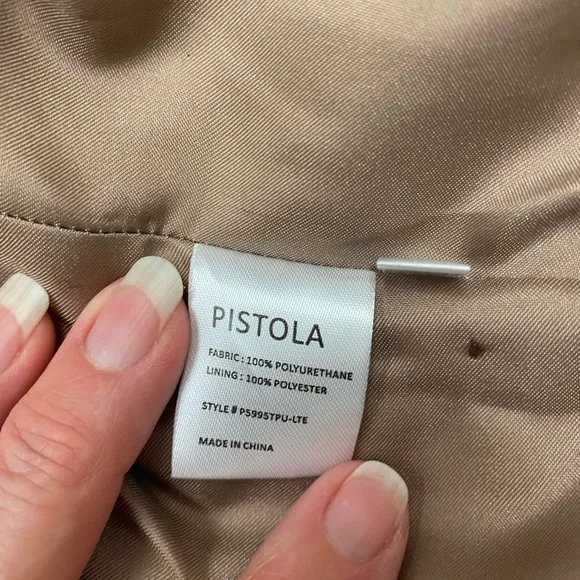 PISTOLA
FABRIC : 100% POLYURETHANE
LINING : 100% POLYESTER
STYLE # P5995TPU-LTE
MADE IN CHINA